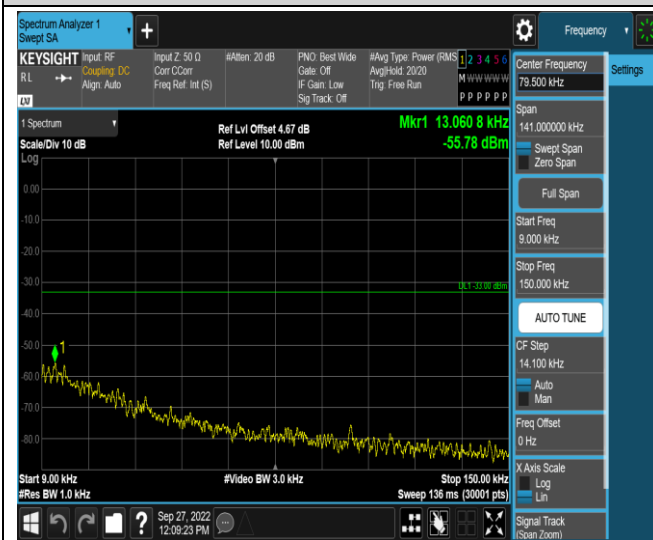 Spectrum Analyzer 1
Swept SA
Frequency
KEYSIGHT
RL
LXI
Input: RF
Coupling: DC
Align: Auto
Input Z: 50 Ω
Corr CCorr
Freq Ref: Int (S)
#Atten: 20 dB
PNO: Best Wide
Gate: Off
IF Gain: Low
Sig Track: Off
#Avg Type: Power (RMS
Avg|Hold: 20/20
Trig: Free Run
1 2 3 4 5 6
M W W W W W
P P P P P P
1 Spectrum
Scale/Div 10 dB
Ref Lvl Offset 4.67 dB
Ref Level 10.00 dBm
Mkr1 13.060 8 kHz
-55.78 dBm
Log
0.00
-10.0
-20.0
-30.0
DL1 -33.00 dBm
-40.0
-50.0
1
-60.0
-70.0
-80.0
Start 9.00 kHz
#Res BW 1.0 kHz
#Video BW 3.0 kHz
Stop 150.00 kHz
Sweep 136 ms (30001 pts)
?
Sep 27, 2022
12:09:23 PM
Center Frequency
79.500 kHz
Settings
Span
141.000000 kHz
Swept Span
Zero Span
Full Span
Start Freq
9.000 kHz
Stop Freq
150.000 kHz
AUTO TUNE
CF Step
14.100 kHz
Auto
Man
Freq Offset
0 Hz
X Axis Scale
Log
Lin
Signal Track
(Span Zoom)